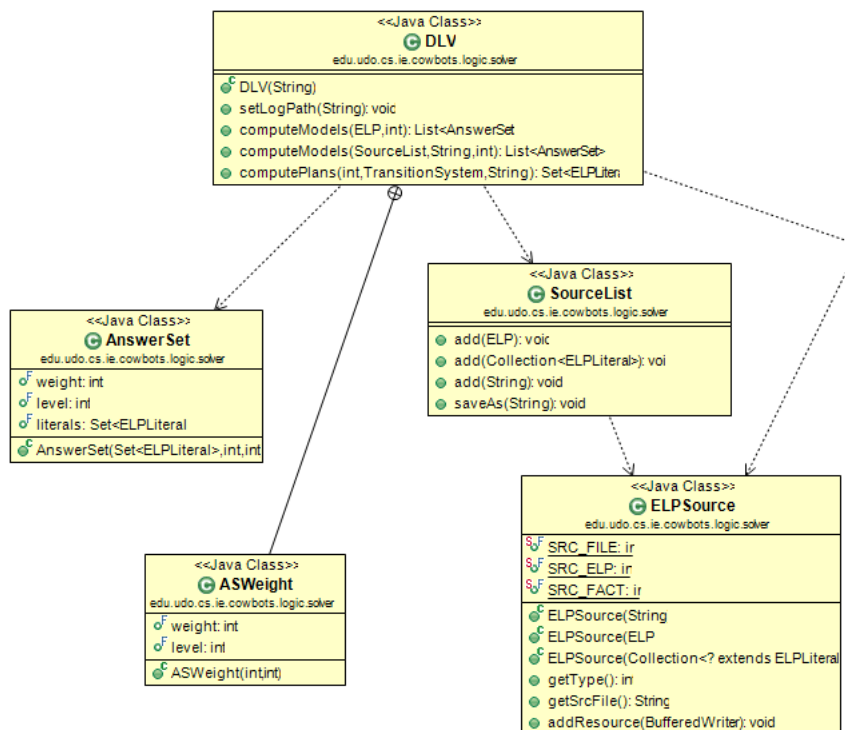 <<Java Class>>
DLV
edu.udo.cs.ie.cowbots.logic.solver
DLV(String)
setLogPath(String): void
computeModels(ELP,int): List<AnswerSet
computeModels(SourceList,String,int): List<AnswerSet>
computePlans(int,TransitionSystem,String): Set<ELPLitera
<<Java Class>>
AnswerSet
edu.udo.cs.ie.cowbots.logic.solver
weight: int
level: int
literals: Set<ELPLiteral
AnswerSet(Set<ELPLiteral>,int,int
<<Java Class>>
SourceList
edu.udo.cs.ie.cowbots.logic.solver
add(ELP): void
add(Collection<ELPLiteral>): voi
add(String): void
saveAs(String): void
<<Java Class>>
ASWeight
edu.udo.cs.ie.cowbots.logic.solver
weight: int
level: int
ASWeight(int,int)
<<Java Class>>
ELPSource
edu.udo.cs.ie.cowbots.logic.solver
SRC_FILE: in
SRC_ELP: in
SRC_FACT: in
ELPSource(String
ELPSource(ELP
ELPSource(Collection<? extends ELPLiteral
getType(): int
getSrcFile(): String
addResource(BufferedWriter): void